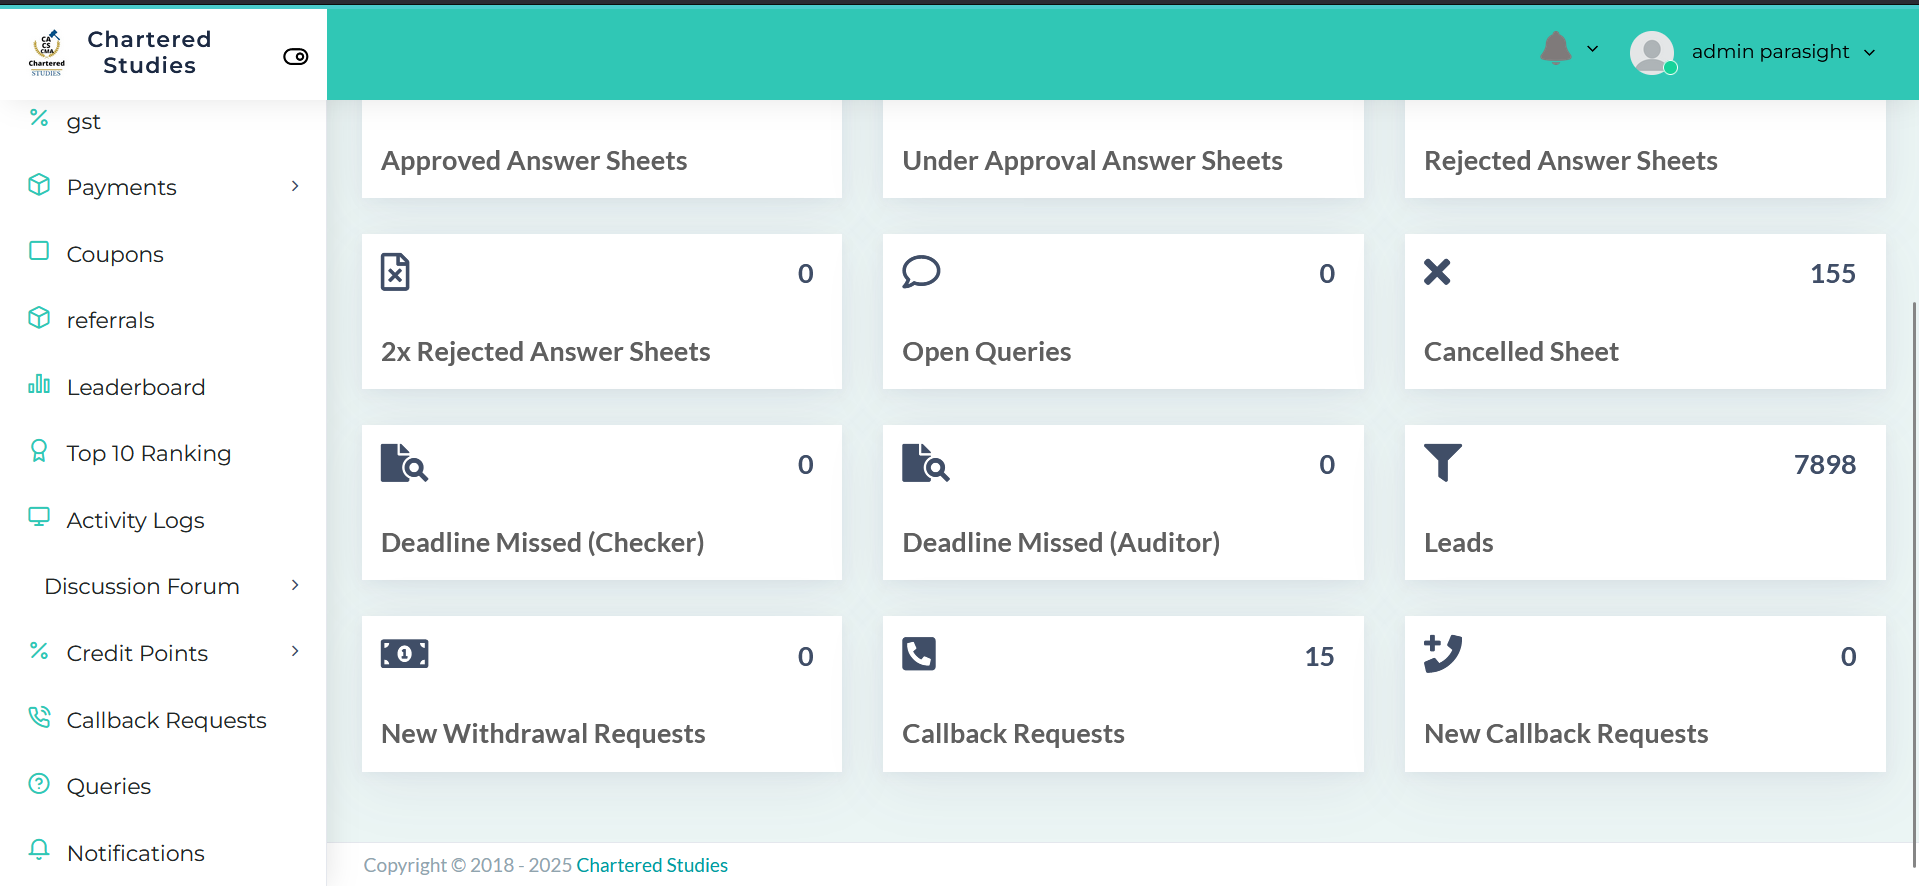 CA
CS
CMA
Chartered
STUDIES
Chartered
Studies
admin parasight
gst
Payments
Coupons
referrals
Leaderboard
Top 10 Ranking
Activity Logs
Discussion Forum
Credit Points
Callback Requests
Queries
Notifications
Approved Answer Sheets
Under Approval Answer Sheets
Rejected Answer Sheets
0
2x Rejected Answer Sheets
0
Open Queries
155
Cancelled Sheet
0
Deadline Missed (Checker)
0
Deadline Missed (Auditor)
7898
Leads
1
0
New Withdrawal Requests
15
Callback Requests
0
New Callback Requests
Copyright © 2018 - 2025 Chartered Studies